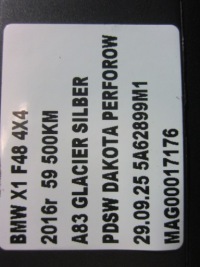 BMW X1 F48 4X4
2016r 59 500KM
A83 GLACIER SILBER
PDSW DAKOTA PERFOROW
29.09.25 5A62899M1
MAG00017176